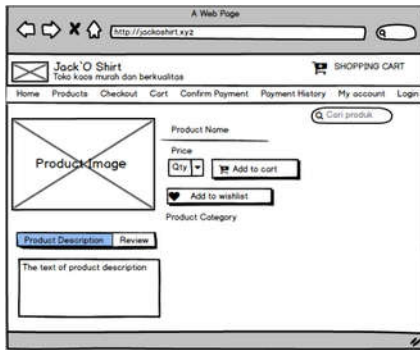 A Web Page
http://jackoshirt.xyz
Jack'O Shirt
Toko kaos murah dan berkualitas
SHOPPING CART
Home Products Checkout Cart Confirm Payment Payment History My account Login
Cari produk
Product Image
Product Name
Price
Qty
Add to cart
Add to wishlist
Product Category
Product Description Review
The text of product description